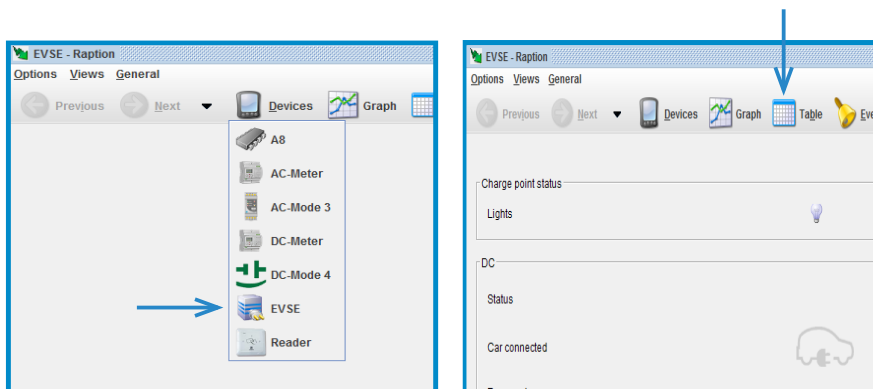 EVSE - Raption
Options Views General
Previous Next Devices Graph
A8
AC-Meter
AC-Mode 3
DC-Meter
DC-Mode 4
EVSE
Reader
EVSE - Raption
Options Views General
Previous Next Devices Graph Table Eve
Charge point status
Lights
DC
Status
Car connected